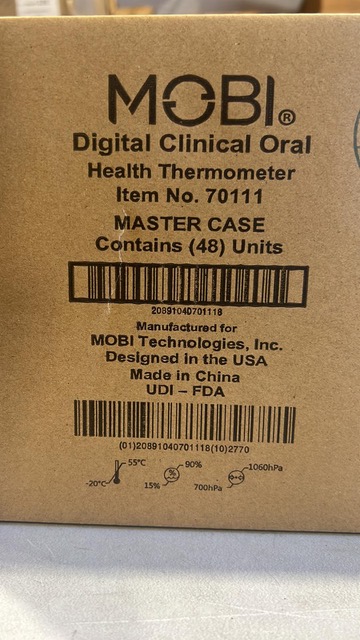 MOBI®
Digital Clinical Oral
Health Thermometer
Item No. 70111
MASTER CASE
Contains (48) Units
20891040701118
Manufactured for
MOBI Technologies, Inc.
Designed in the USA
Made in China
UDI – FDA
(01)20891040701118(10)2770
-20°C 55°C 15% % 90% 700hPa 1060hPa